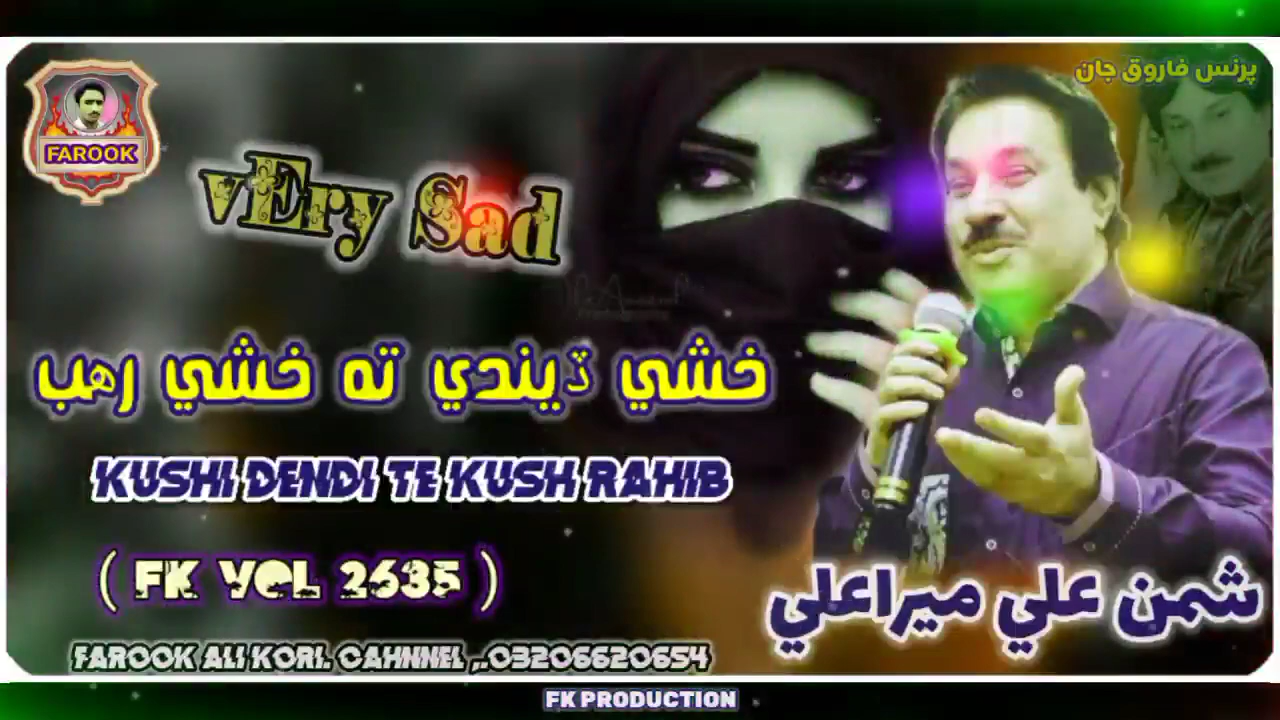 پرنس فاروق جان
FAROOK
vEry Sad
خشي ڏيندي ته خشي رهب
KUSHI DENDI TE KUSH RAHIB
( FK VOL 2635 )
شمن علي ميراعلي
FAROOK ALI KORI. CAHNNEL ,.03206620654
FK PRODUCTION